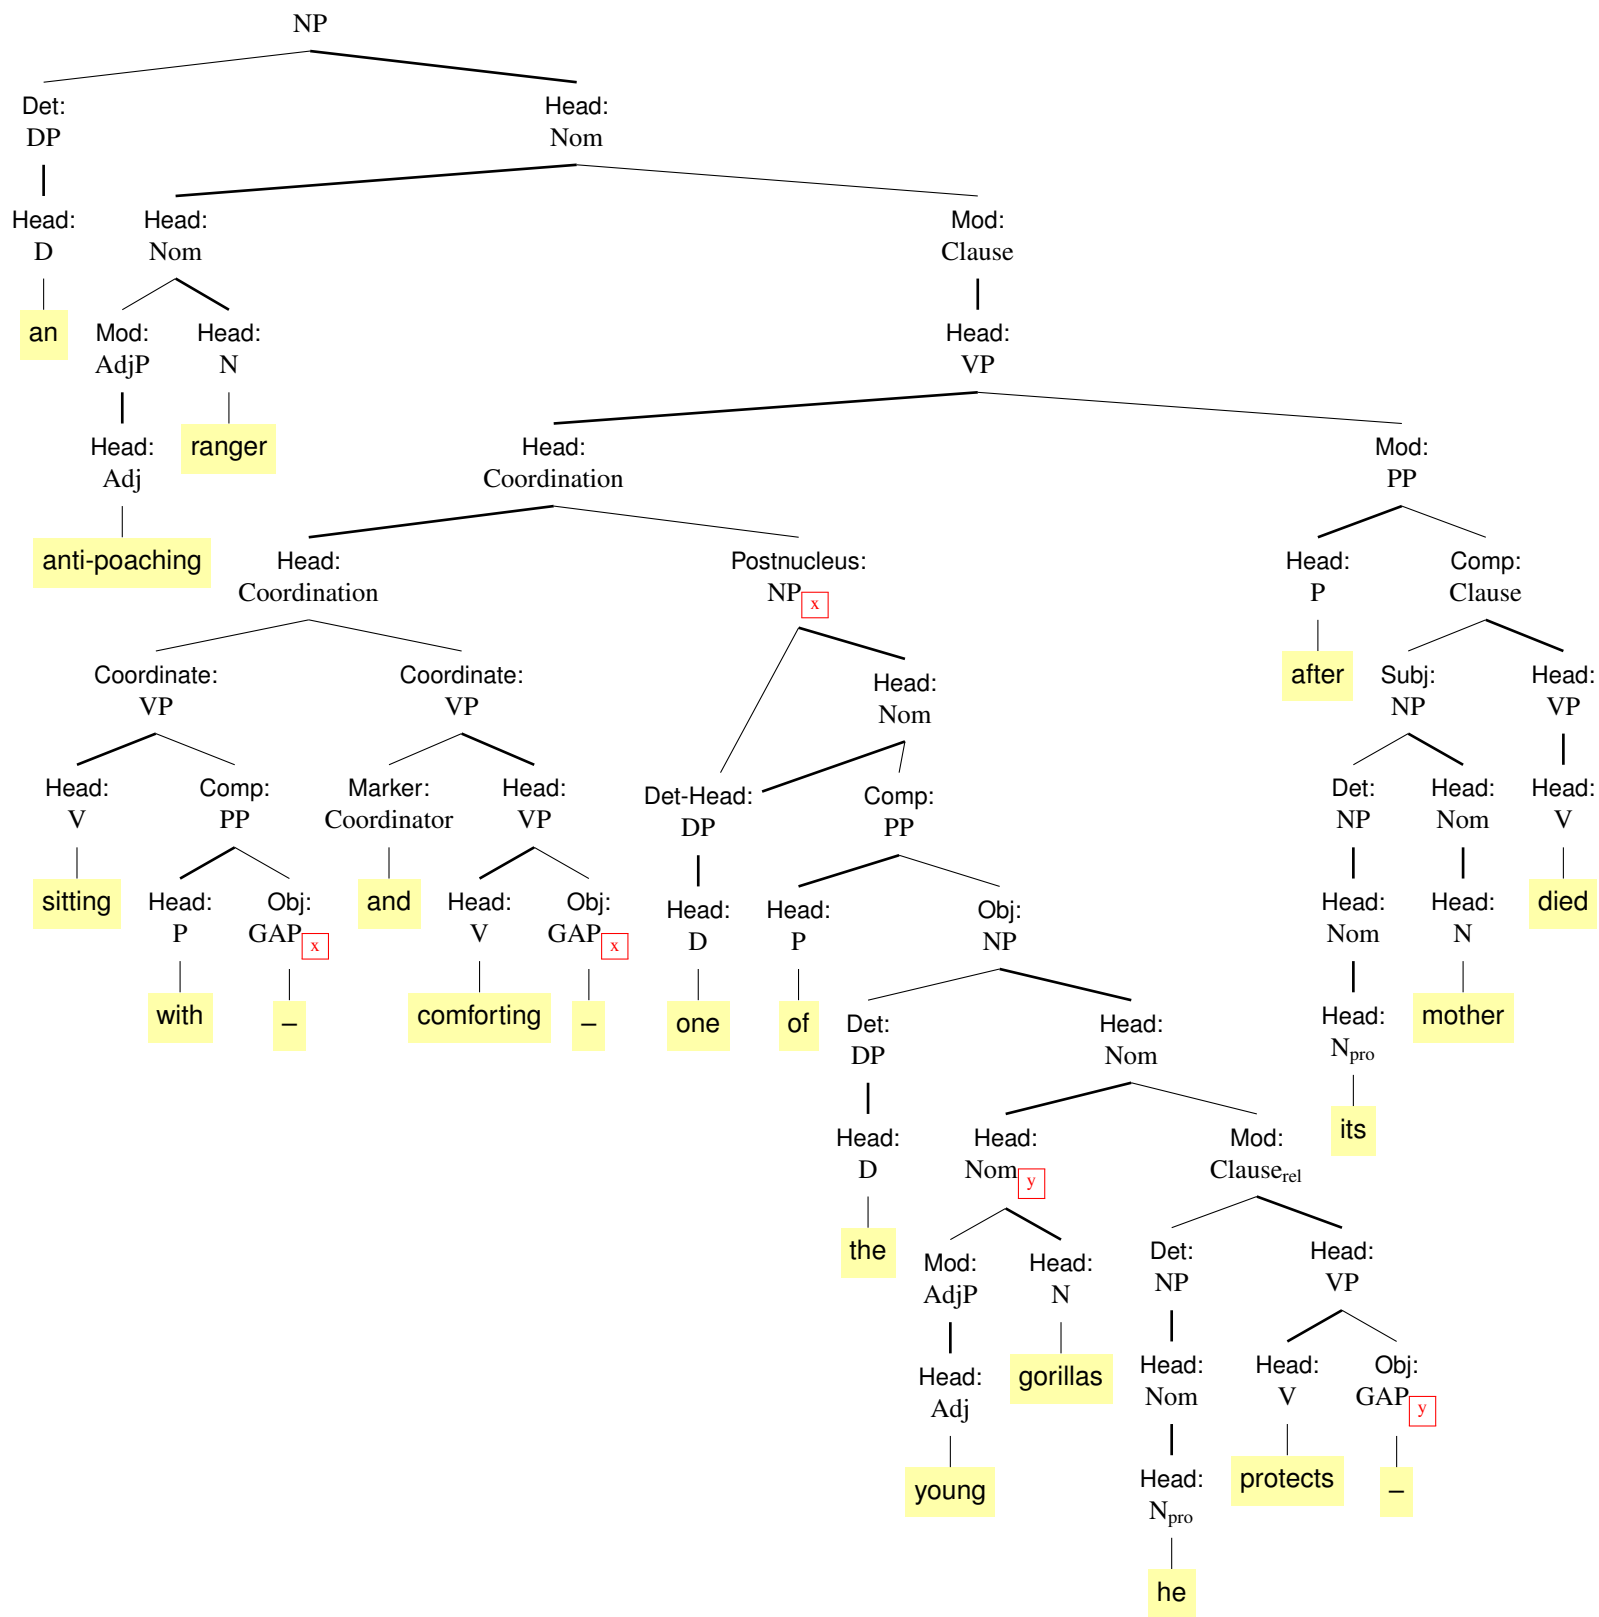 NP
Det: Head:
DP Nom
Head: Head: Mod:
D Nom Clause
an Mod: Head: Head:
AdjP N VP
Head: ranger Head: Mod:
Adj Coordination PP
anti-poaching Head: Postnucleus: Head: Comp:
Coordination NP x P Clause
Coordinate: Coordinate: Head: after Subj: Head:
VP VP Nom NP VP
Head: Comp: Marker: Head: Det-Head: Comp: Det: Head: Head:
V PP Coordinator VP DP PP NP Nom V
sitting Head: Obj: and Head: Obj: Head: Head: Obj: Head: Head: died
P GAP x V GAP x D P NP Nom N
with – comforting – one of Det: Head: Head: mother
DP Nom Npro
Head: Head: Mod: its
D Nom y Clause rel
the Mod: Head: Det: Head:
AdjP N NP VP
Head: gorillas Head: Head: Obj:
Adj Nom V GAP y
young Head: protects –
Npro
he